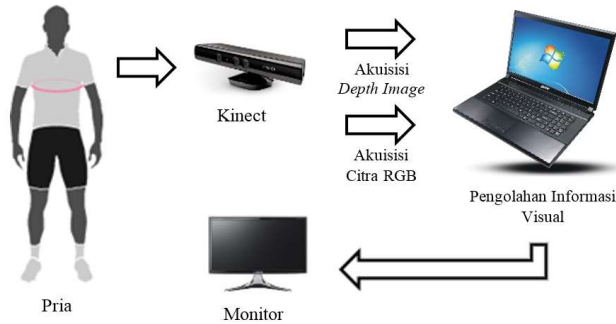 Kinect
Akuisisi
Depth Image
Akuisisi
Citra RGB
Pengolahan Informasi
Visual
Pria
Monitor